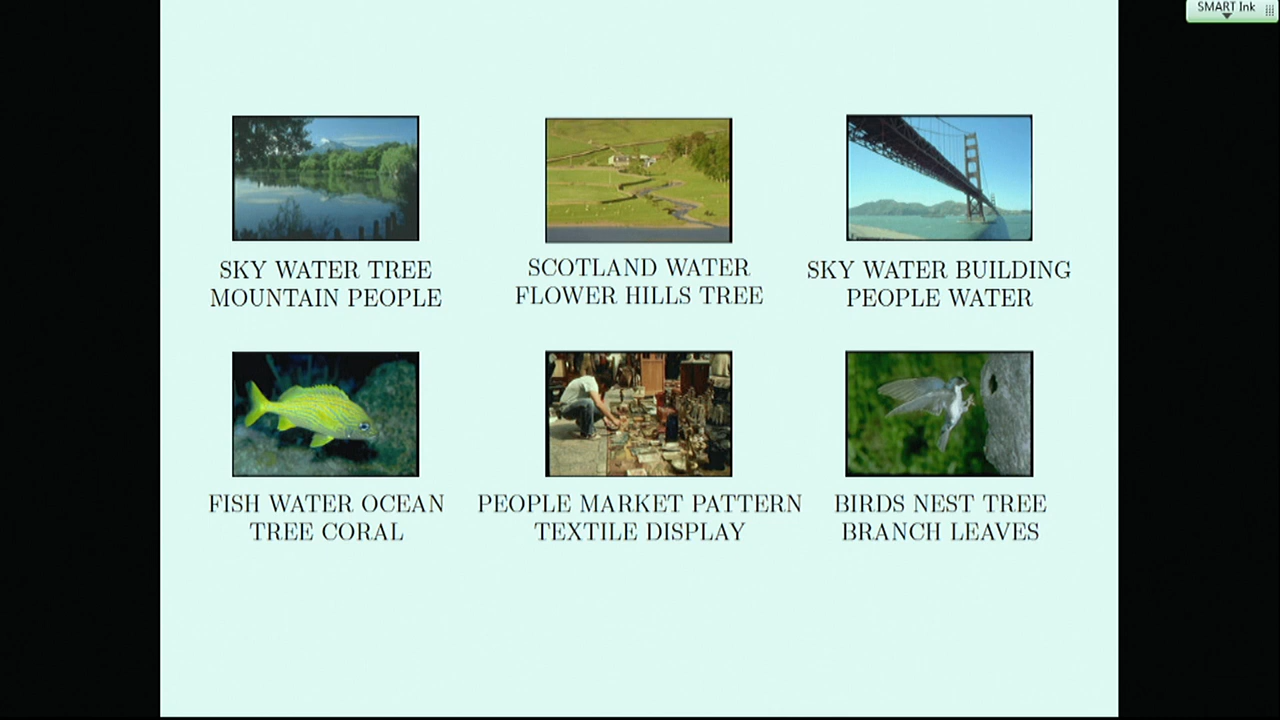 SMART Ink
SKY WATER TREE
MOUNTAIN PEOPLE
SCOTLAND WATER
FLOWER HILLS TREE
SKY WATER BUILDING
PEOPLE WATER
FISH WATER OCEAN
TREE CORAL
PEOPLE MARKET PATTERN
TEXTILE DISPLAY
BIRDS NEST TREE
BRANCH LEAVES